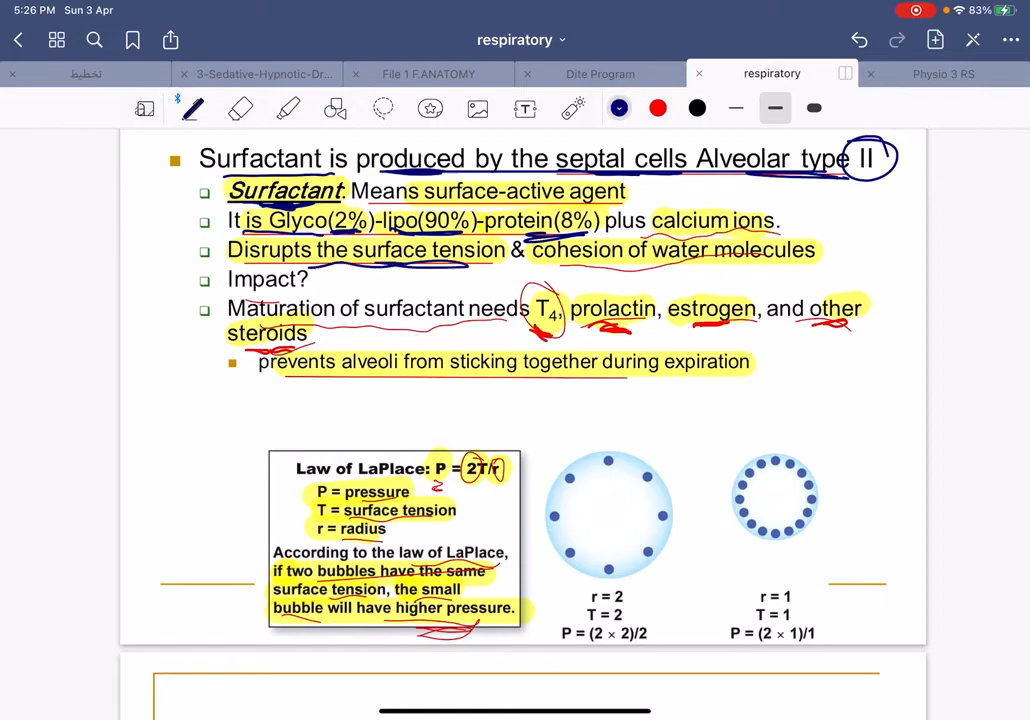 5:26 PM Sun 3 Apr
83%
respiratory
تخطيط
3-Sedative-Hypnotic-Dr...
File 1 F.ANATOMY
Dite Program
respiratory
Physio 3 RS
Surfactant is produced by the septal cells Alveolar type II
Surfactant. Means surface-active agent
It is Glyco(2%)-lipo(90%)-protein(8%) plus calcium ions.
Disrupts the surface tension & cohesion of water molecules
Impact?
Maturation of surfactant needs T4, prolactin, estrogen, and other
steroids
prevents alveoli from sticking together during expiration
Law of LaPlace: P = 2T/r
P = pressure
T = surface tension
r = radius
According to the law of LaPlace,
if two bubbles have the same
surface tension, the small
bubble will have higher pressure.
r = 2
T = 2
P = (2 × 2)/2
r = 1
T = 1
P = (2 × 1)/1